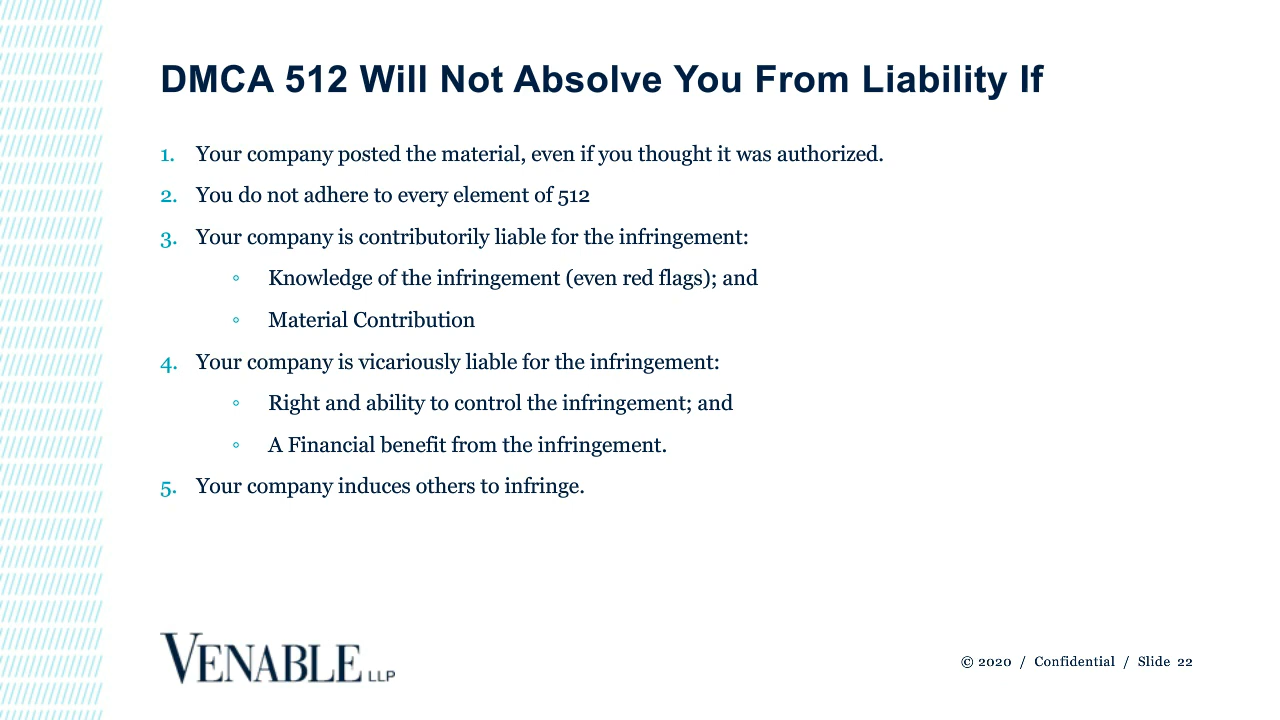 DMCA 512 Will Not Absolve You From Liability If
1. Your company posted the material, even if you thought it was authorized.
2. You do not adhere to every element of 512
3. Your company is contributorily liable for the infringement:
◦ Knowledge of the infringement (even red flags); and
◦ Material Contribution
4. Your company is vicariously liable for the infringement:
◦ Right and ability to control the infringement; and
◦ A Financial benefit from the infringement.
5. Your company induces others to infringe.
VENABLE LLP
© 2020 / Confidential / Slide 22